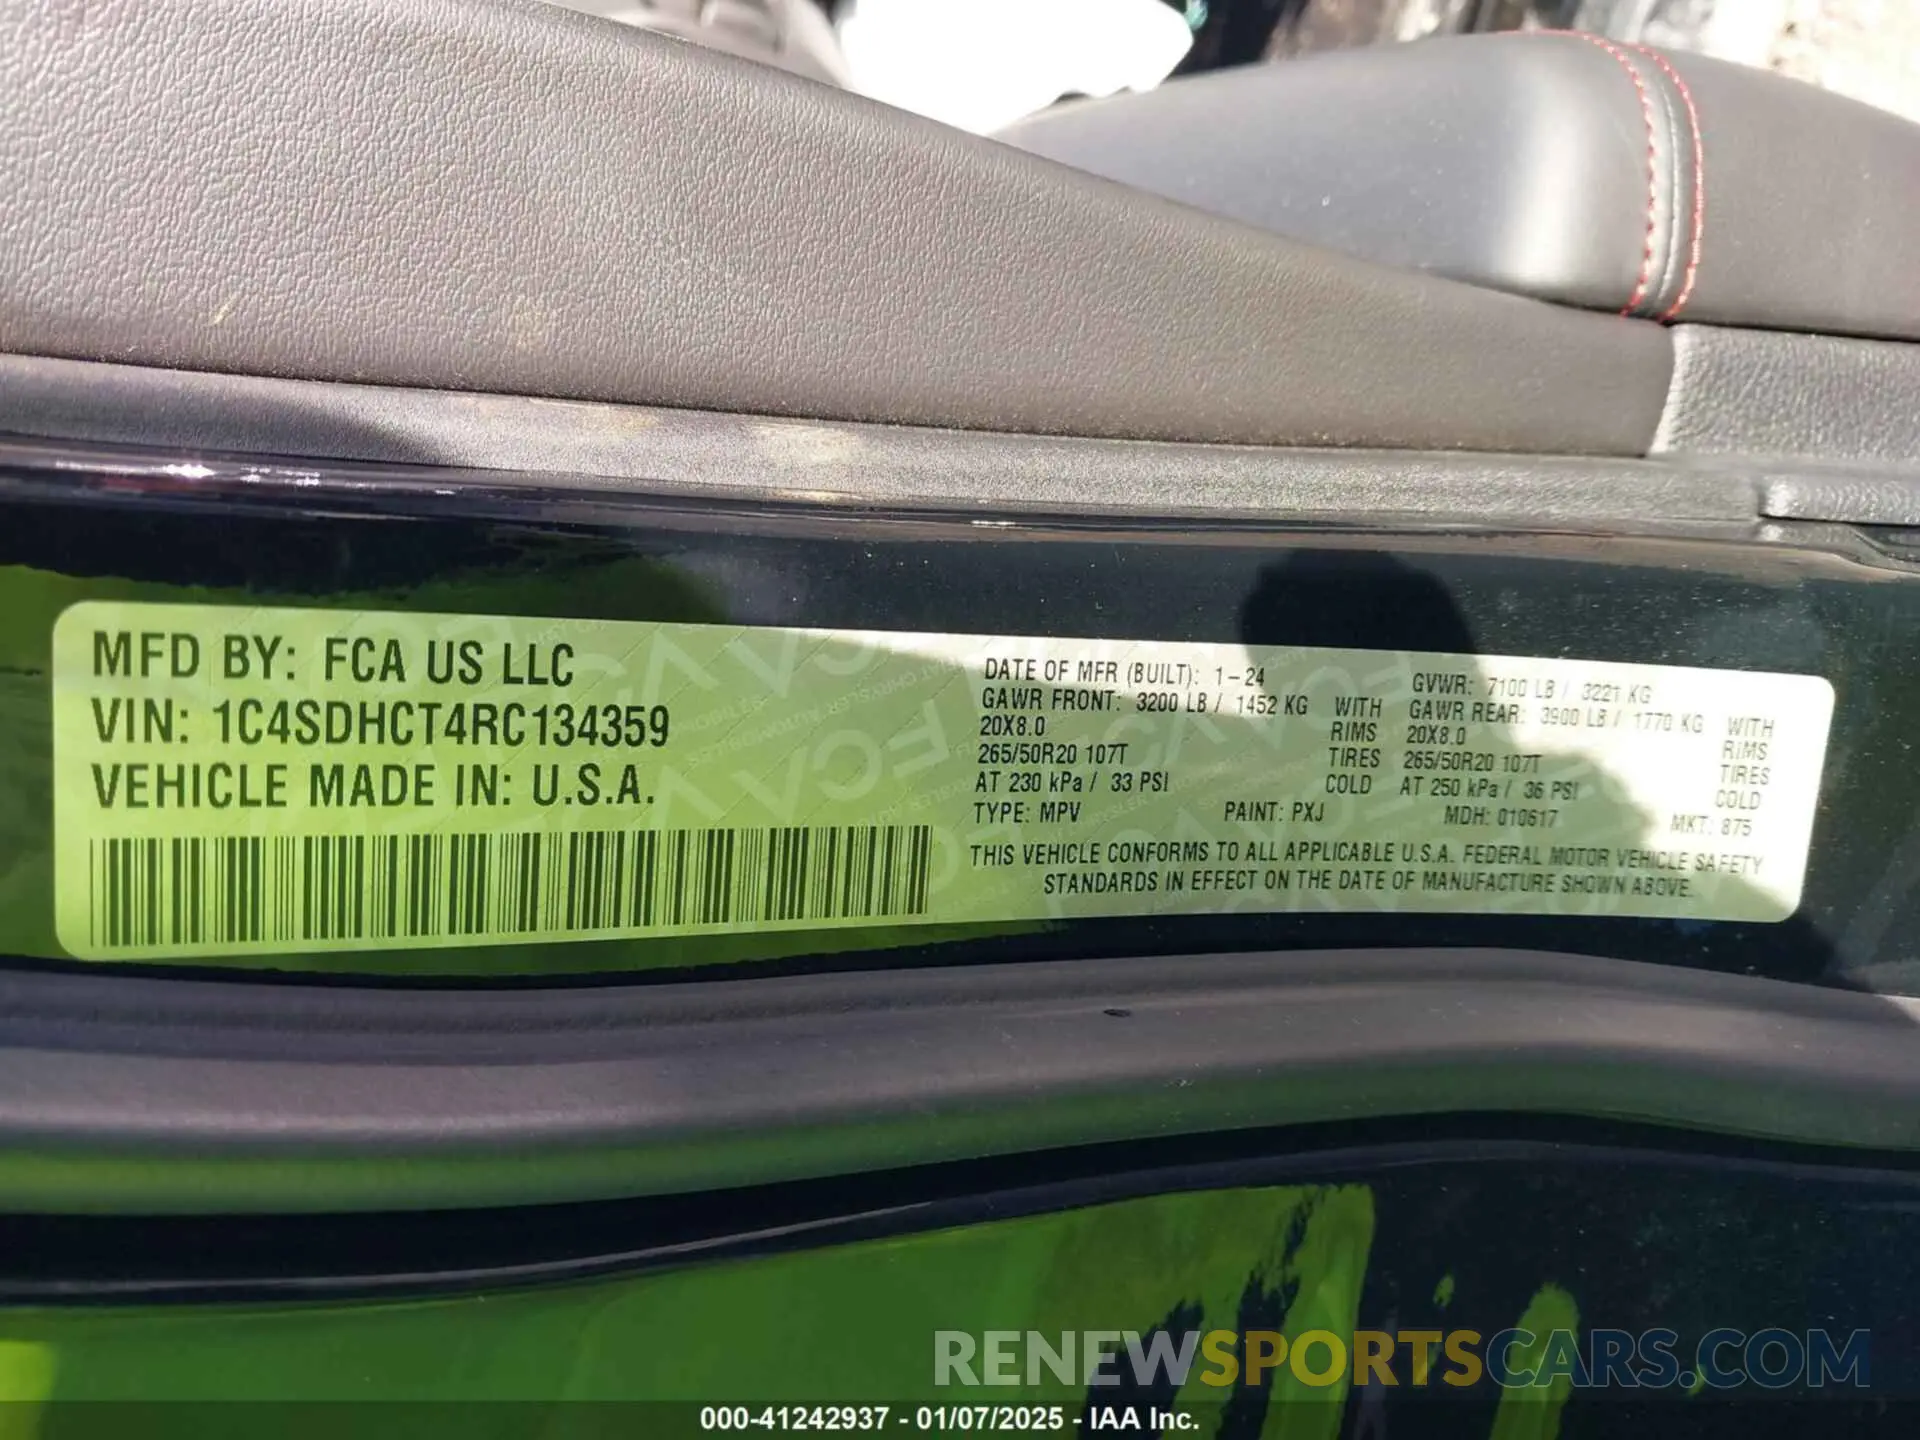 MFD BY: FCA US LLC
VIN: 1C4SDHCT4RC134359
VEHICLE MADE IN: U.S.A.
DATE OF MFR (BUILT): 1-24
GVWR: 7100 LB / 3221 KG
GAWR FRONT: 3200 LB / 1452 KG WITH
20X8.0 RIMS
265/50R20 107T TIRES
AT 230 kPa / 33 PSI COLD
GAWR REAR: 3900 LB / 1770 KG WITH
20X8.0 RIMS
265/50R20 107T TIRES
AT 250 kPa / 36 PSI COLD
TYPE: MPV PAINT: PXJ MDH: 010617 MKT: 875
THIS VEHICLE CONFORMS TO ALL APPLICABLE U.S.A. FEDERAL MOTOR VEHICLE SAFETY
STANDARDS IN EFFECT ON THE DATE OF MANUFACTURE SHOWN ABOVE.
RENEWSPORTSCARS.COM
000-41242937 - 01/07/2025 - IAA Inc.